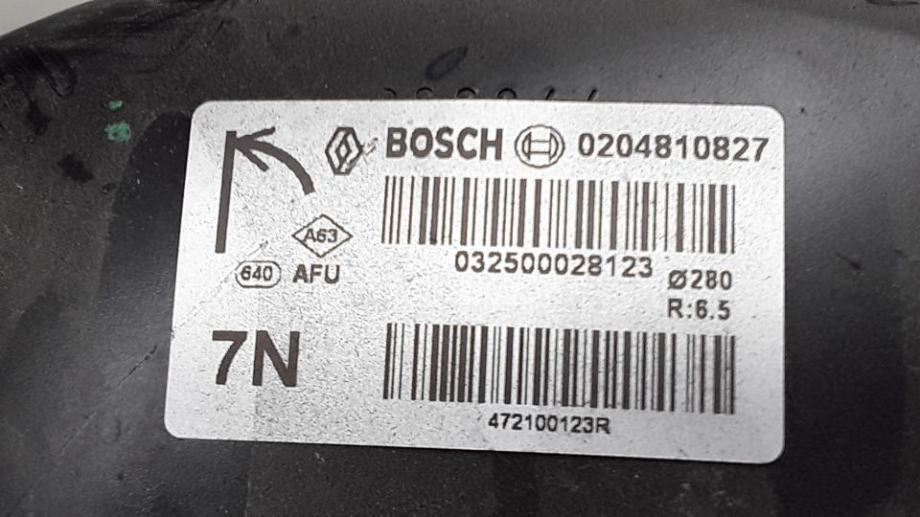 BOSCH 0204810827
A63
032500028123
640 AFU
Ø280
R:6.5
7N
472100123R